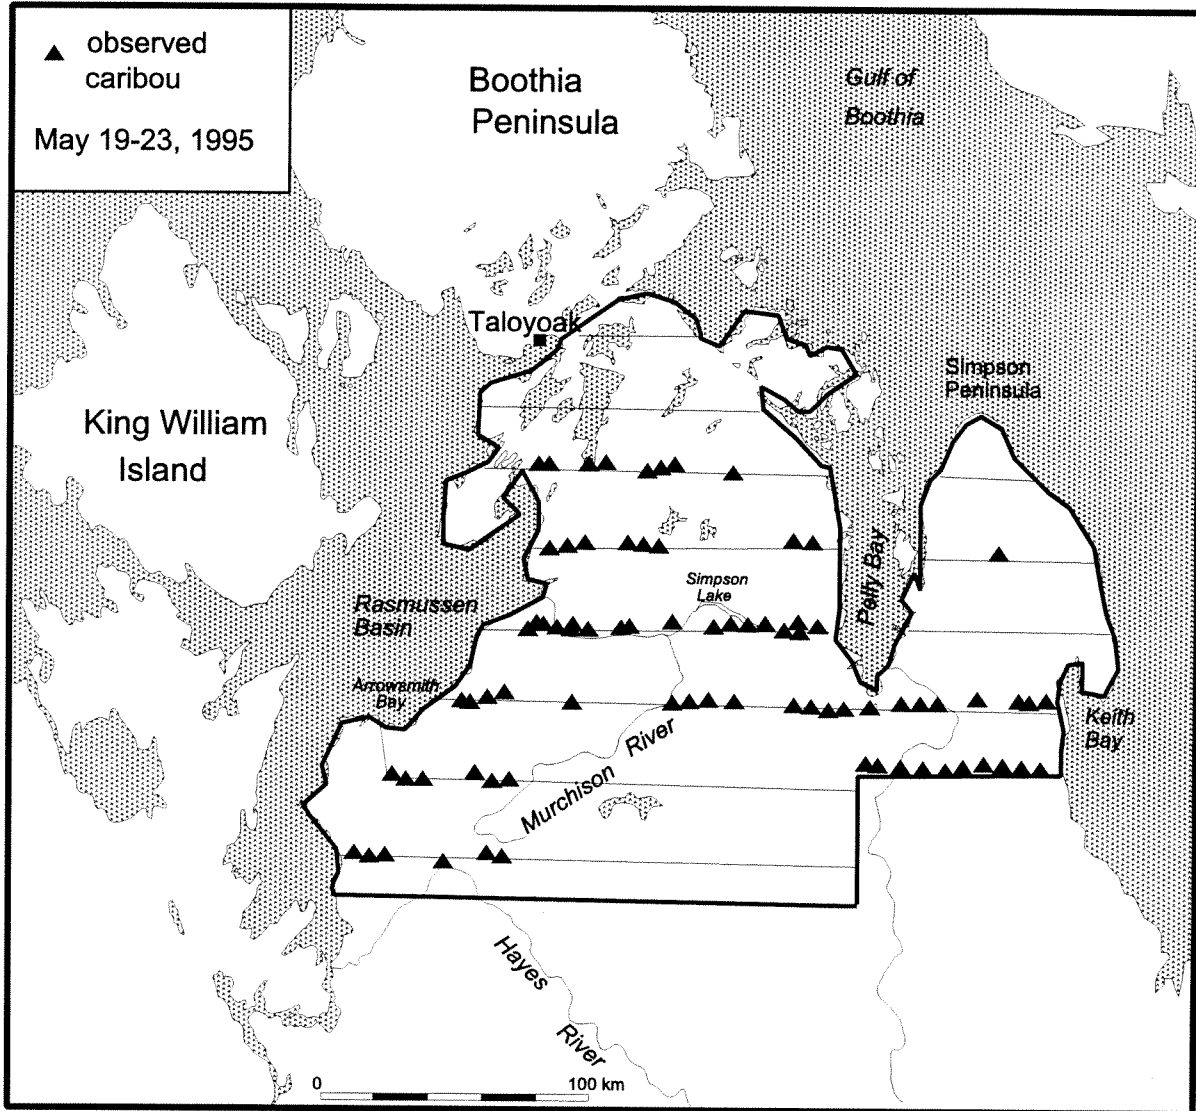 observed
caribou
May 19-23, 1995
Boothia
Peninsula
Gulf of
Boothia
Taloyoak
Simpson
Peninsula
King William
Island
Pelly Bay
Simpson
Lake
Rasmussen
Basin
Arrowsmith
Bay
Keith
Bay
Murchison River
Hayes
River
0 100 km